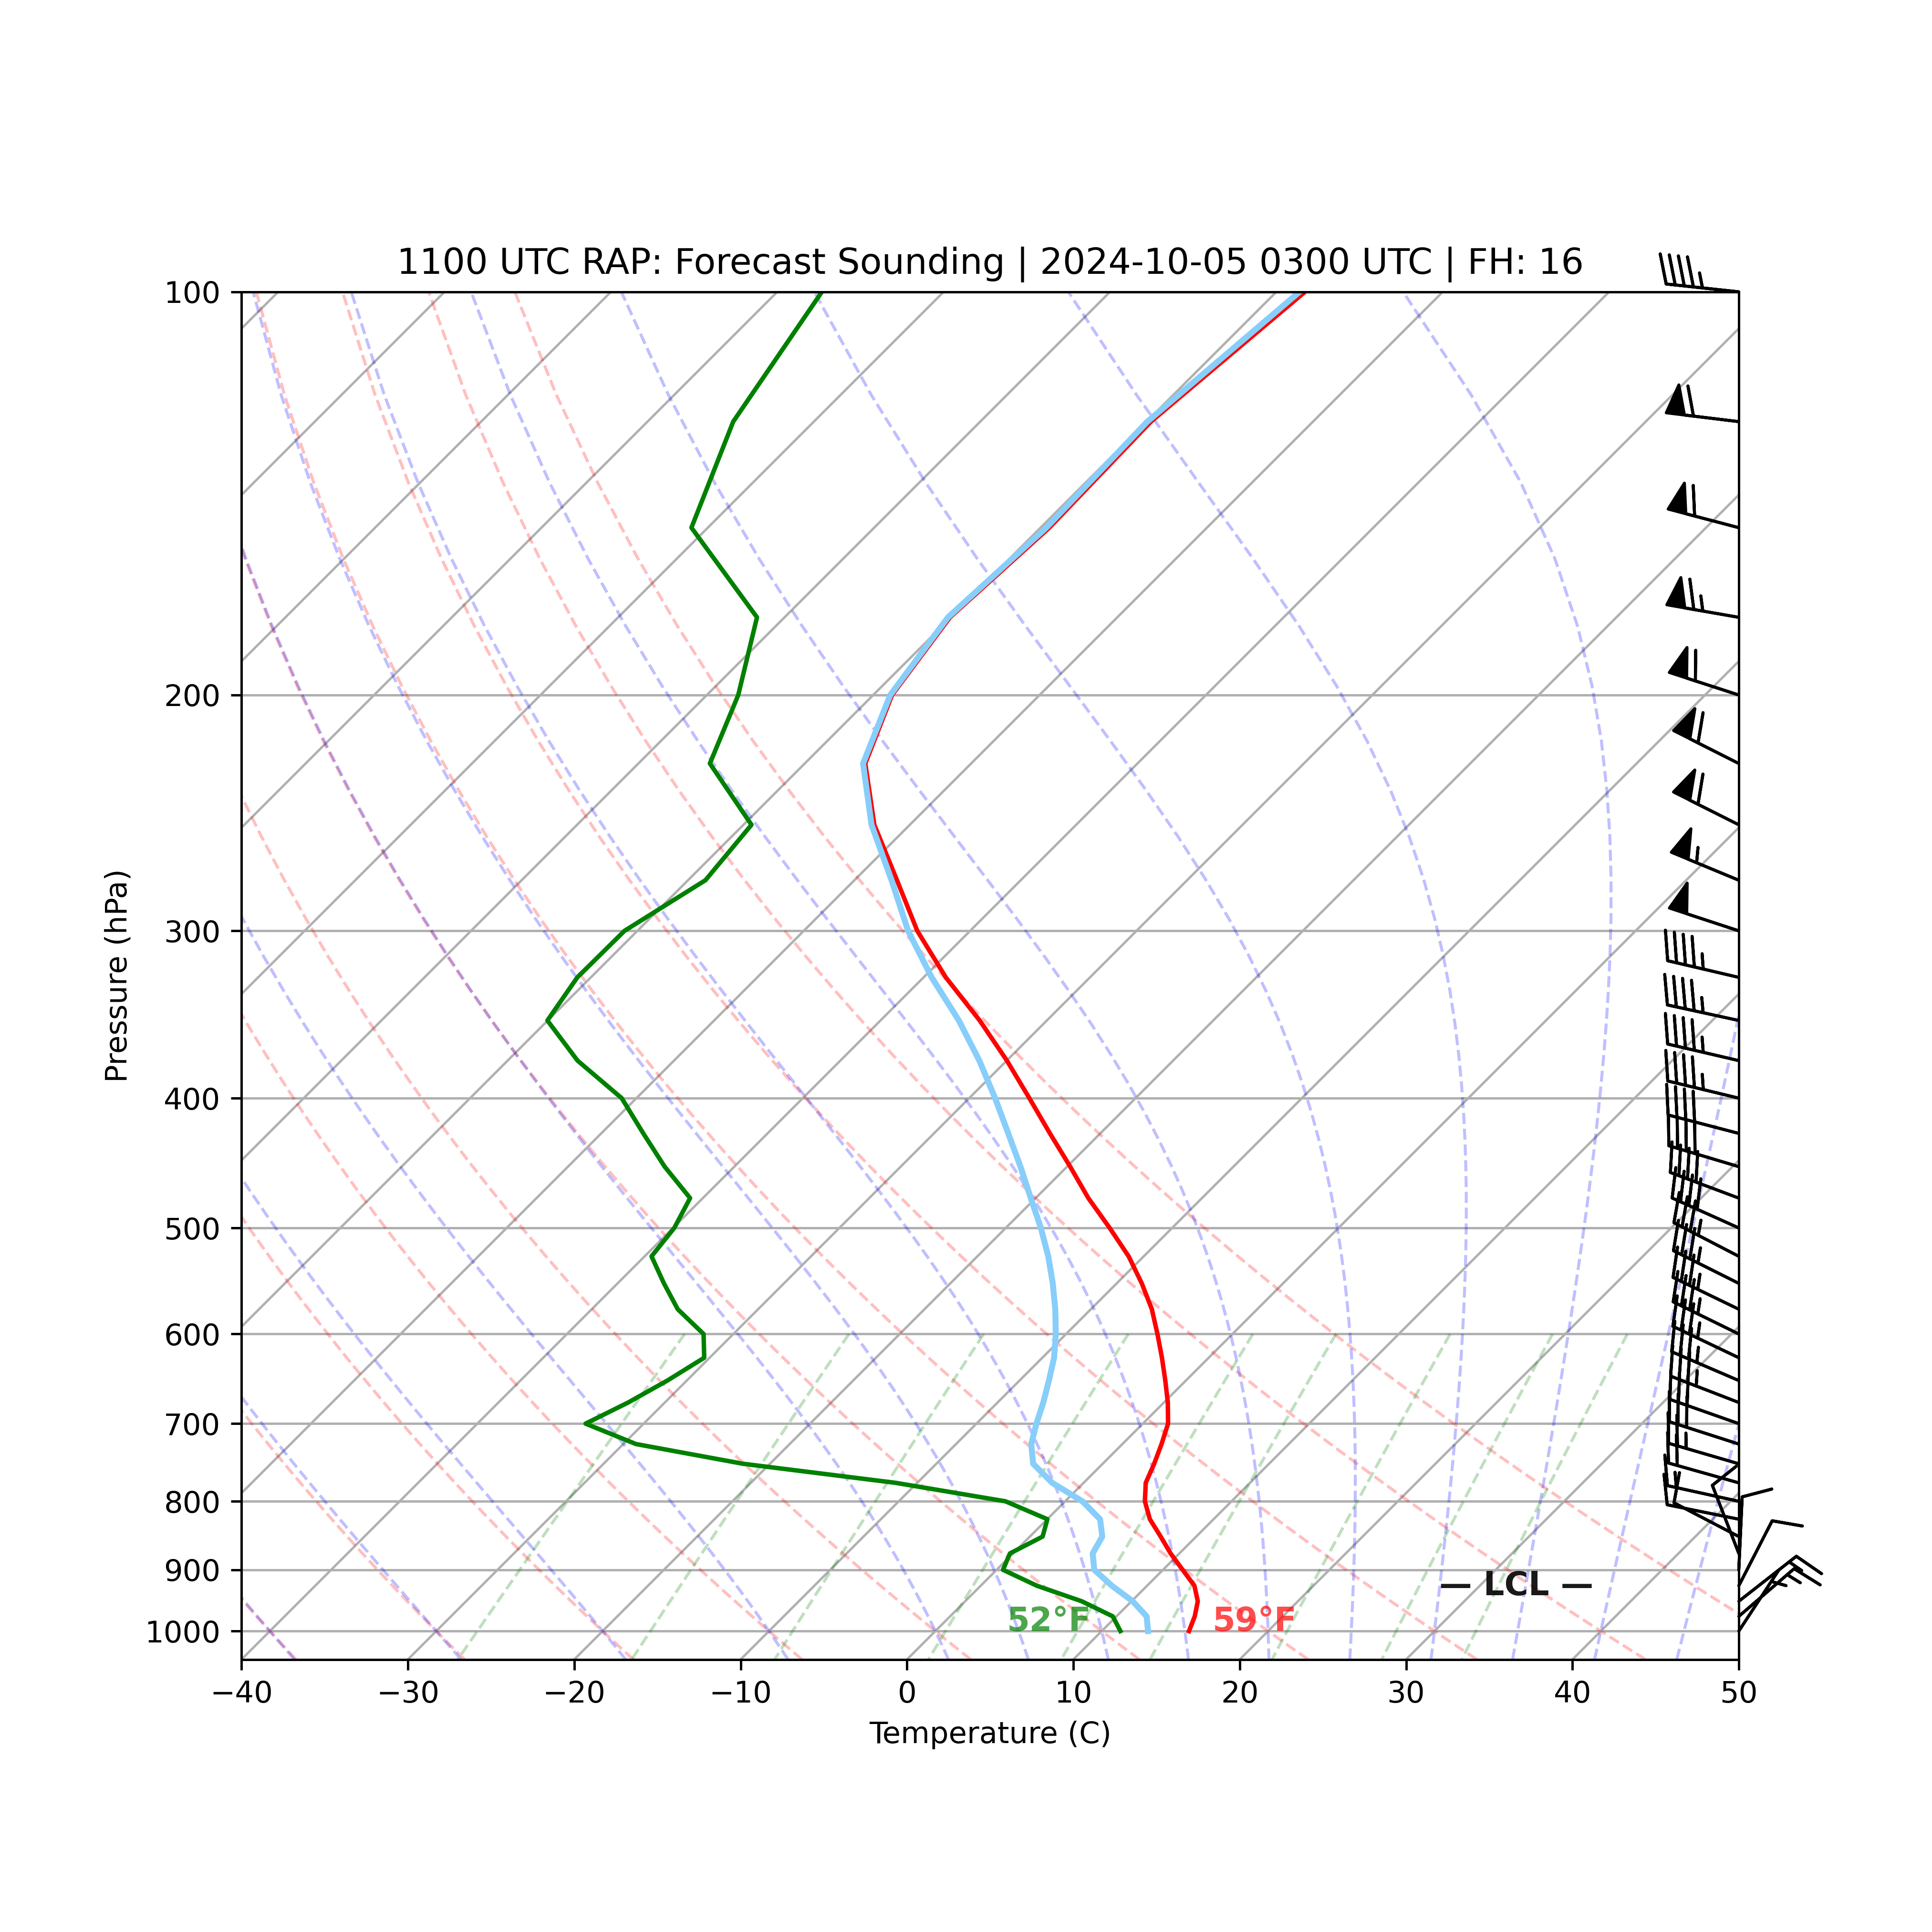 1100 UTC RAP: Forecast Sounding | 2024-10-05 0300 UTC | FH: 16
100
200
300
400
500
600
700
800
900
1000
Pressure (hPa)
— LCL —
52°F
59°F
−40 −30 −20 −10 0 10 20 30 40 50
Temperature (C)